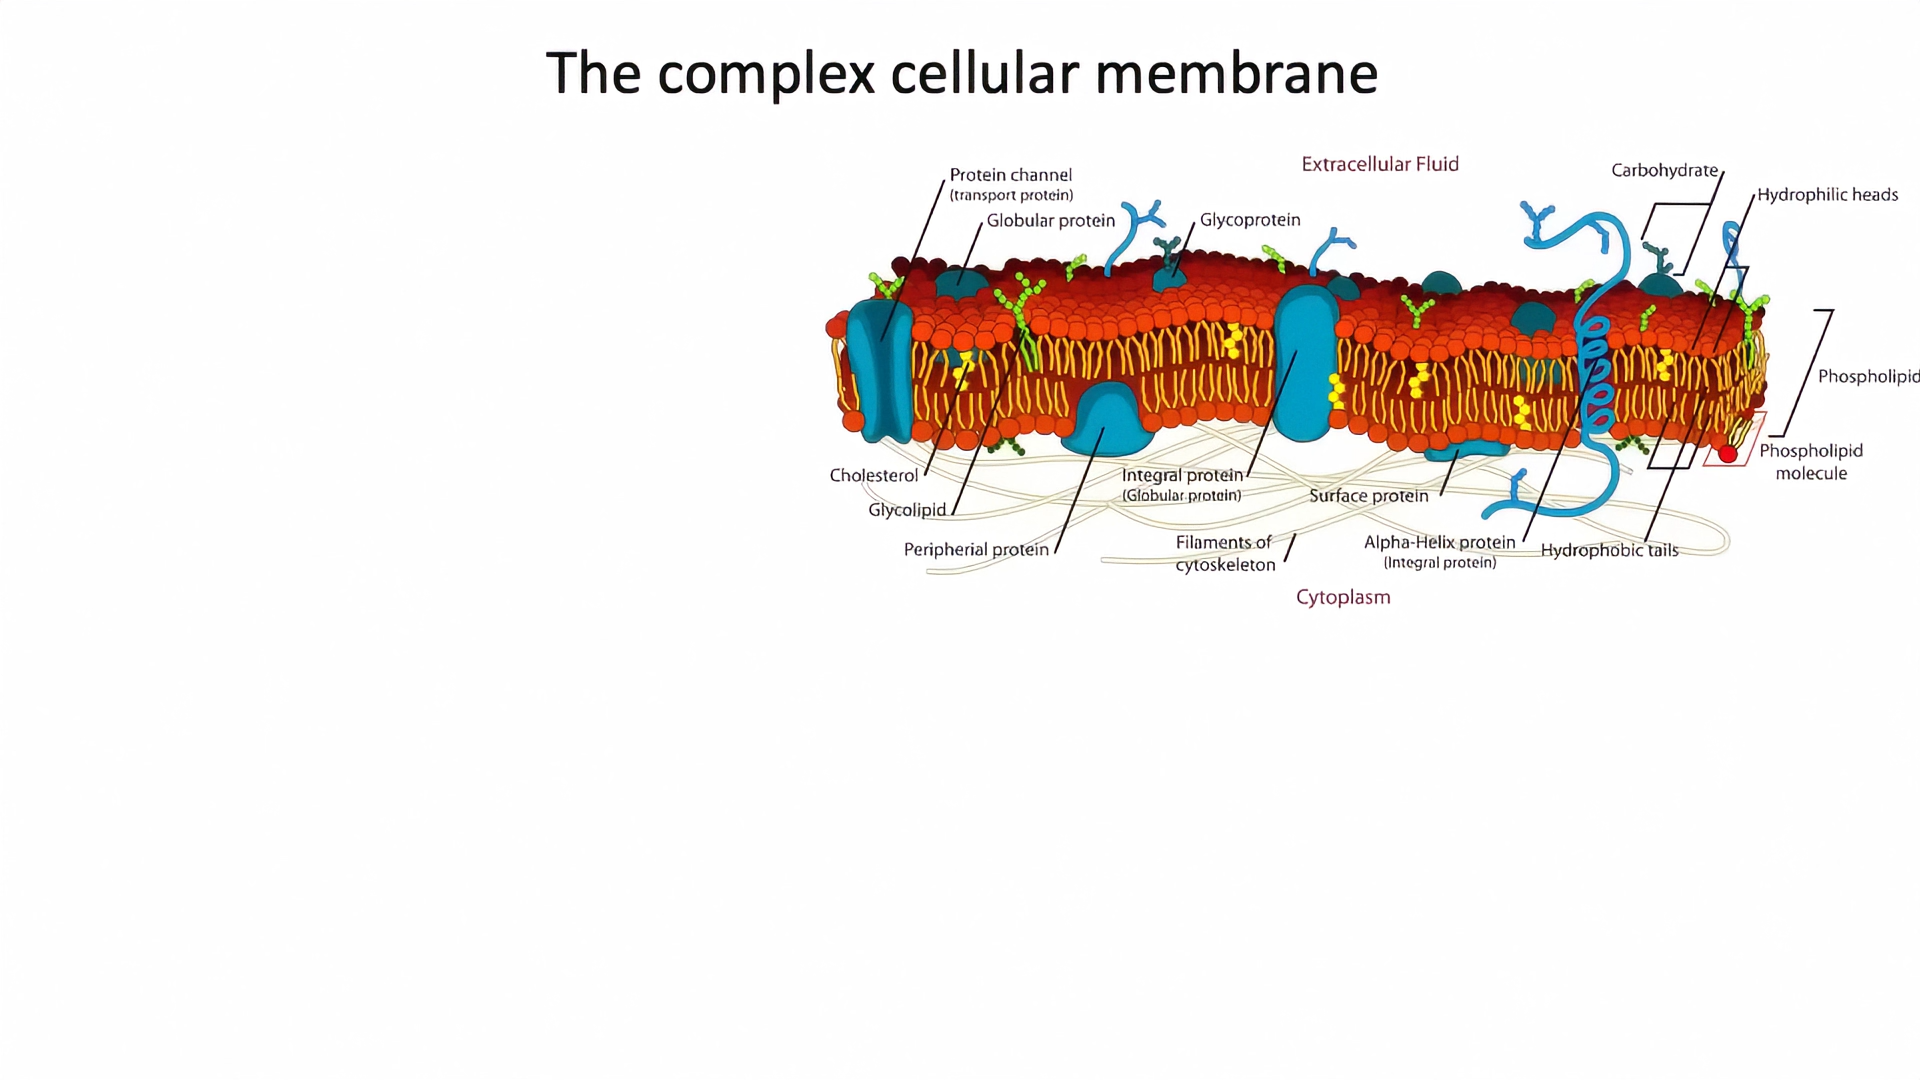 The complex cellular membrane
Extracellular Fluid
Protein channel
(transport protein)
Globular protein
Glycoprotein
Carbohydrate
Hydrophilic heads
Phospholipid
Phospholipid
molecule
Cholesterol
Glycolipid
Peripherial protein
Integral protein
(Globular protein)
Surface protein
Filaments of
cytoskeleton
Alpha-Helix protein
(Integral protein)
Hydrophobic tails
Cytoplasm